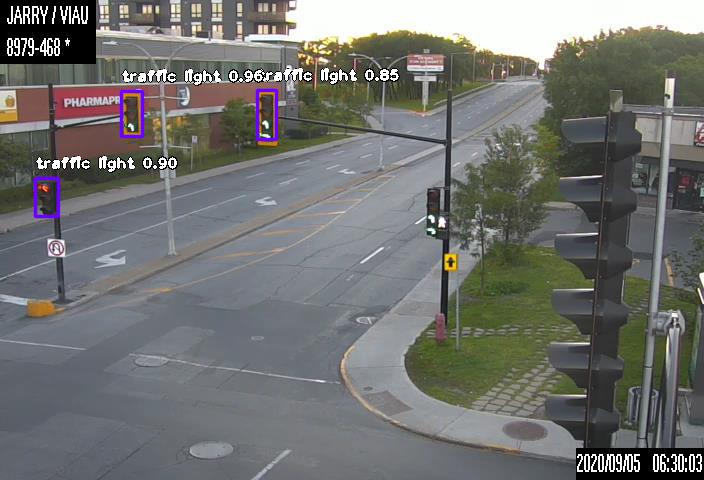 JARRY / VIAU
8979-468 *
traffic light 0.96
traffic light 0.85
PHARMAPR
traffic light 0.90
2020/09/05 06:30:03